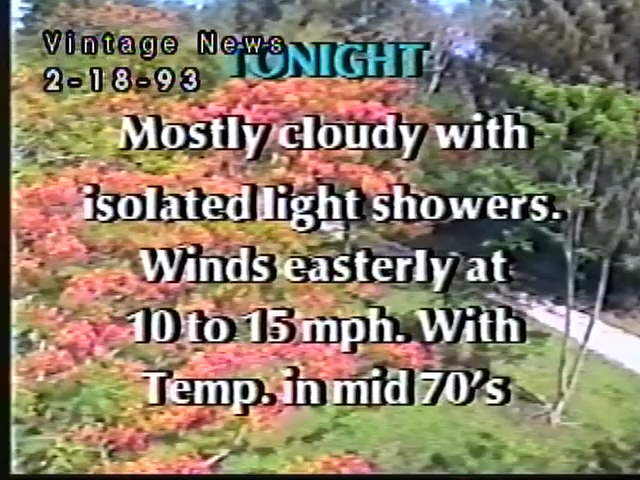 Vintage News
2-18-93
TONIGHT
Mostly cloudy with
isolated light showers.
Winds easterly at
10 to 15 mph. With
Temp. in mid 70's